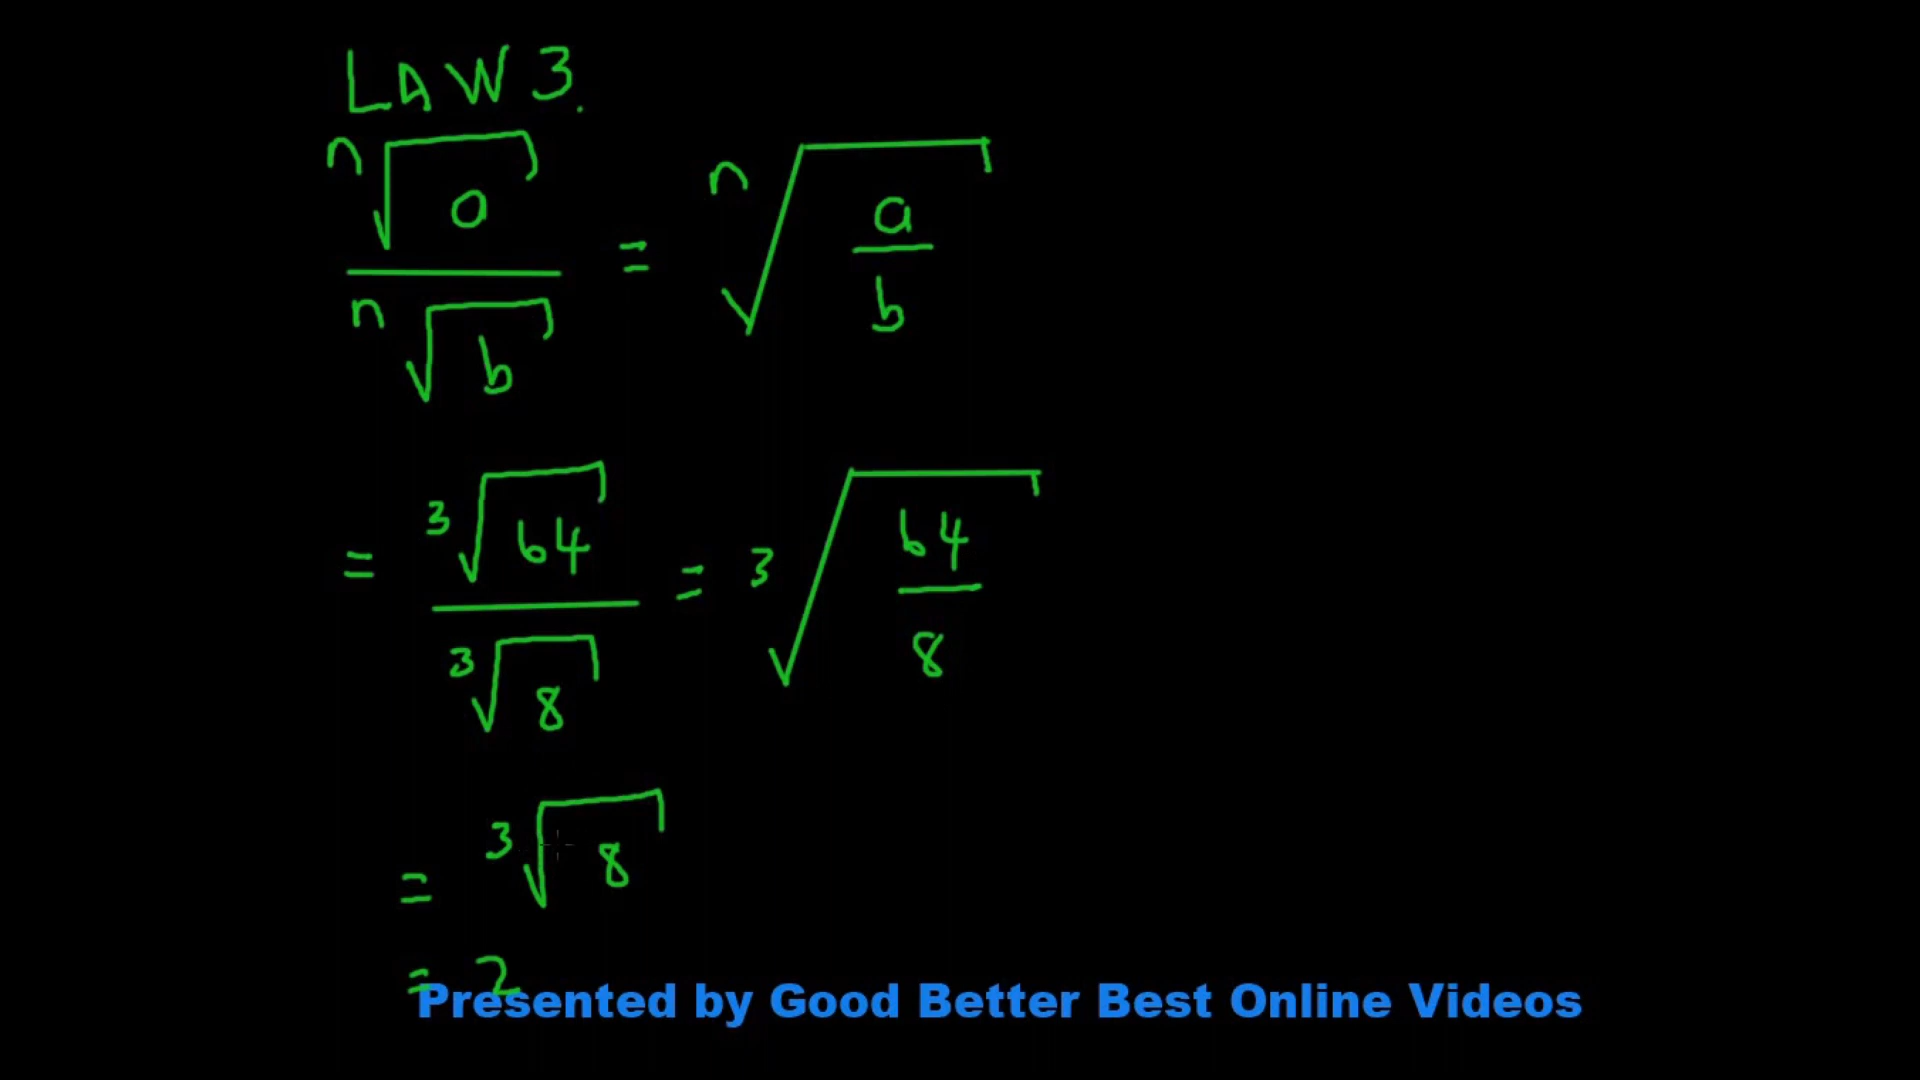 LAW 3.
ⁿ√a / ⁿ√b = ⁿ√(a/b)
= ³√64 / ³√8 = ³√(64/8)
= ³√8
= 2
Presented by Good Better Best Online Videos